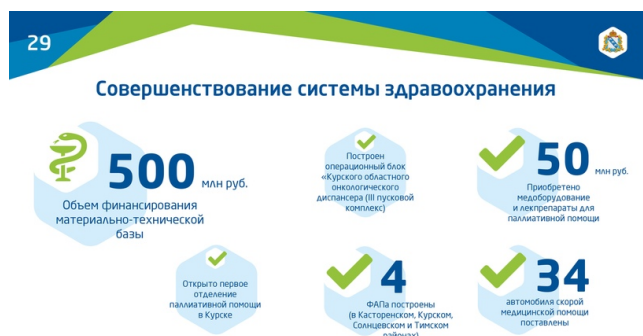 29
Совершенствование системы здравоохранения
500 млн руб.
Объем финансирования
материально-технической
базы
Построен
операционный блок
«Курского областного
онкологического
диспансера (III пусковой
комплекс)
50 млн руб.
Приобретено
медоборудование
и лекпрепараты для
паллиативной помощи
Открыто первое
отделение
паллиативной помощи
в Курске
4
ФАПа построены
(в Касторенском, Курском,
Солнцевском и Тимском
районах)
34
автомобиля скорой
медицинской помощи
поставлены